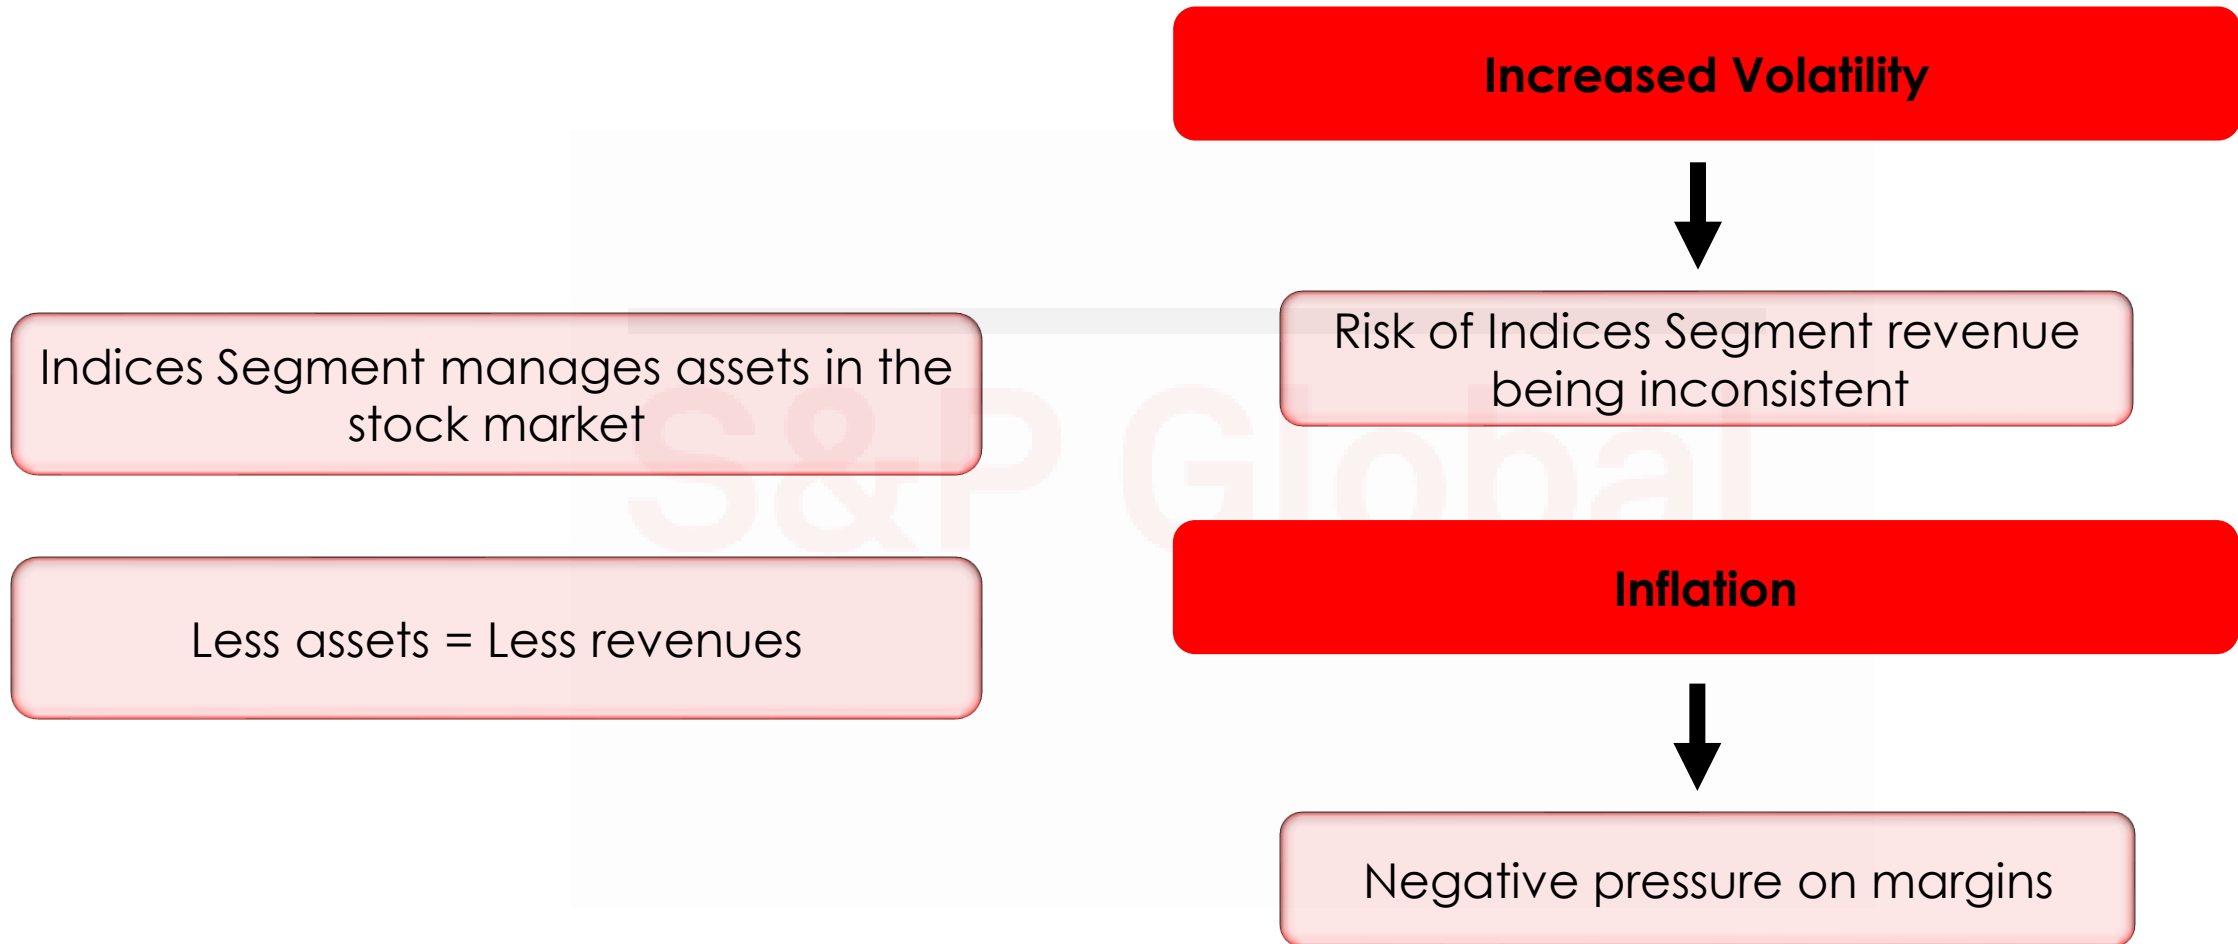 Increased Volatility
Indices Segment manages assets in the
stock market
Risk of Indices Segment revenue
being inconsistent
S&P Global
Less assets = Less revenues
Inflation
Negative pressure on margins